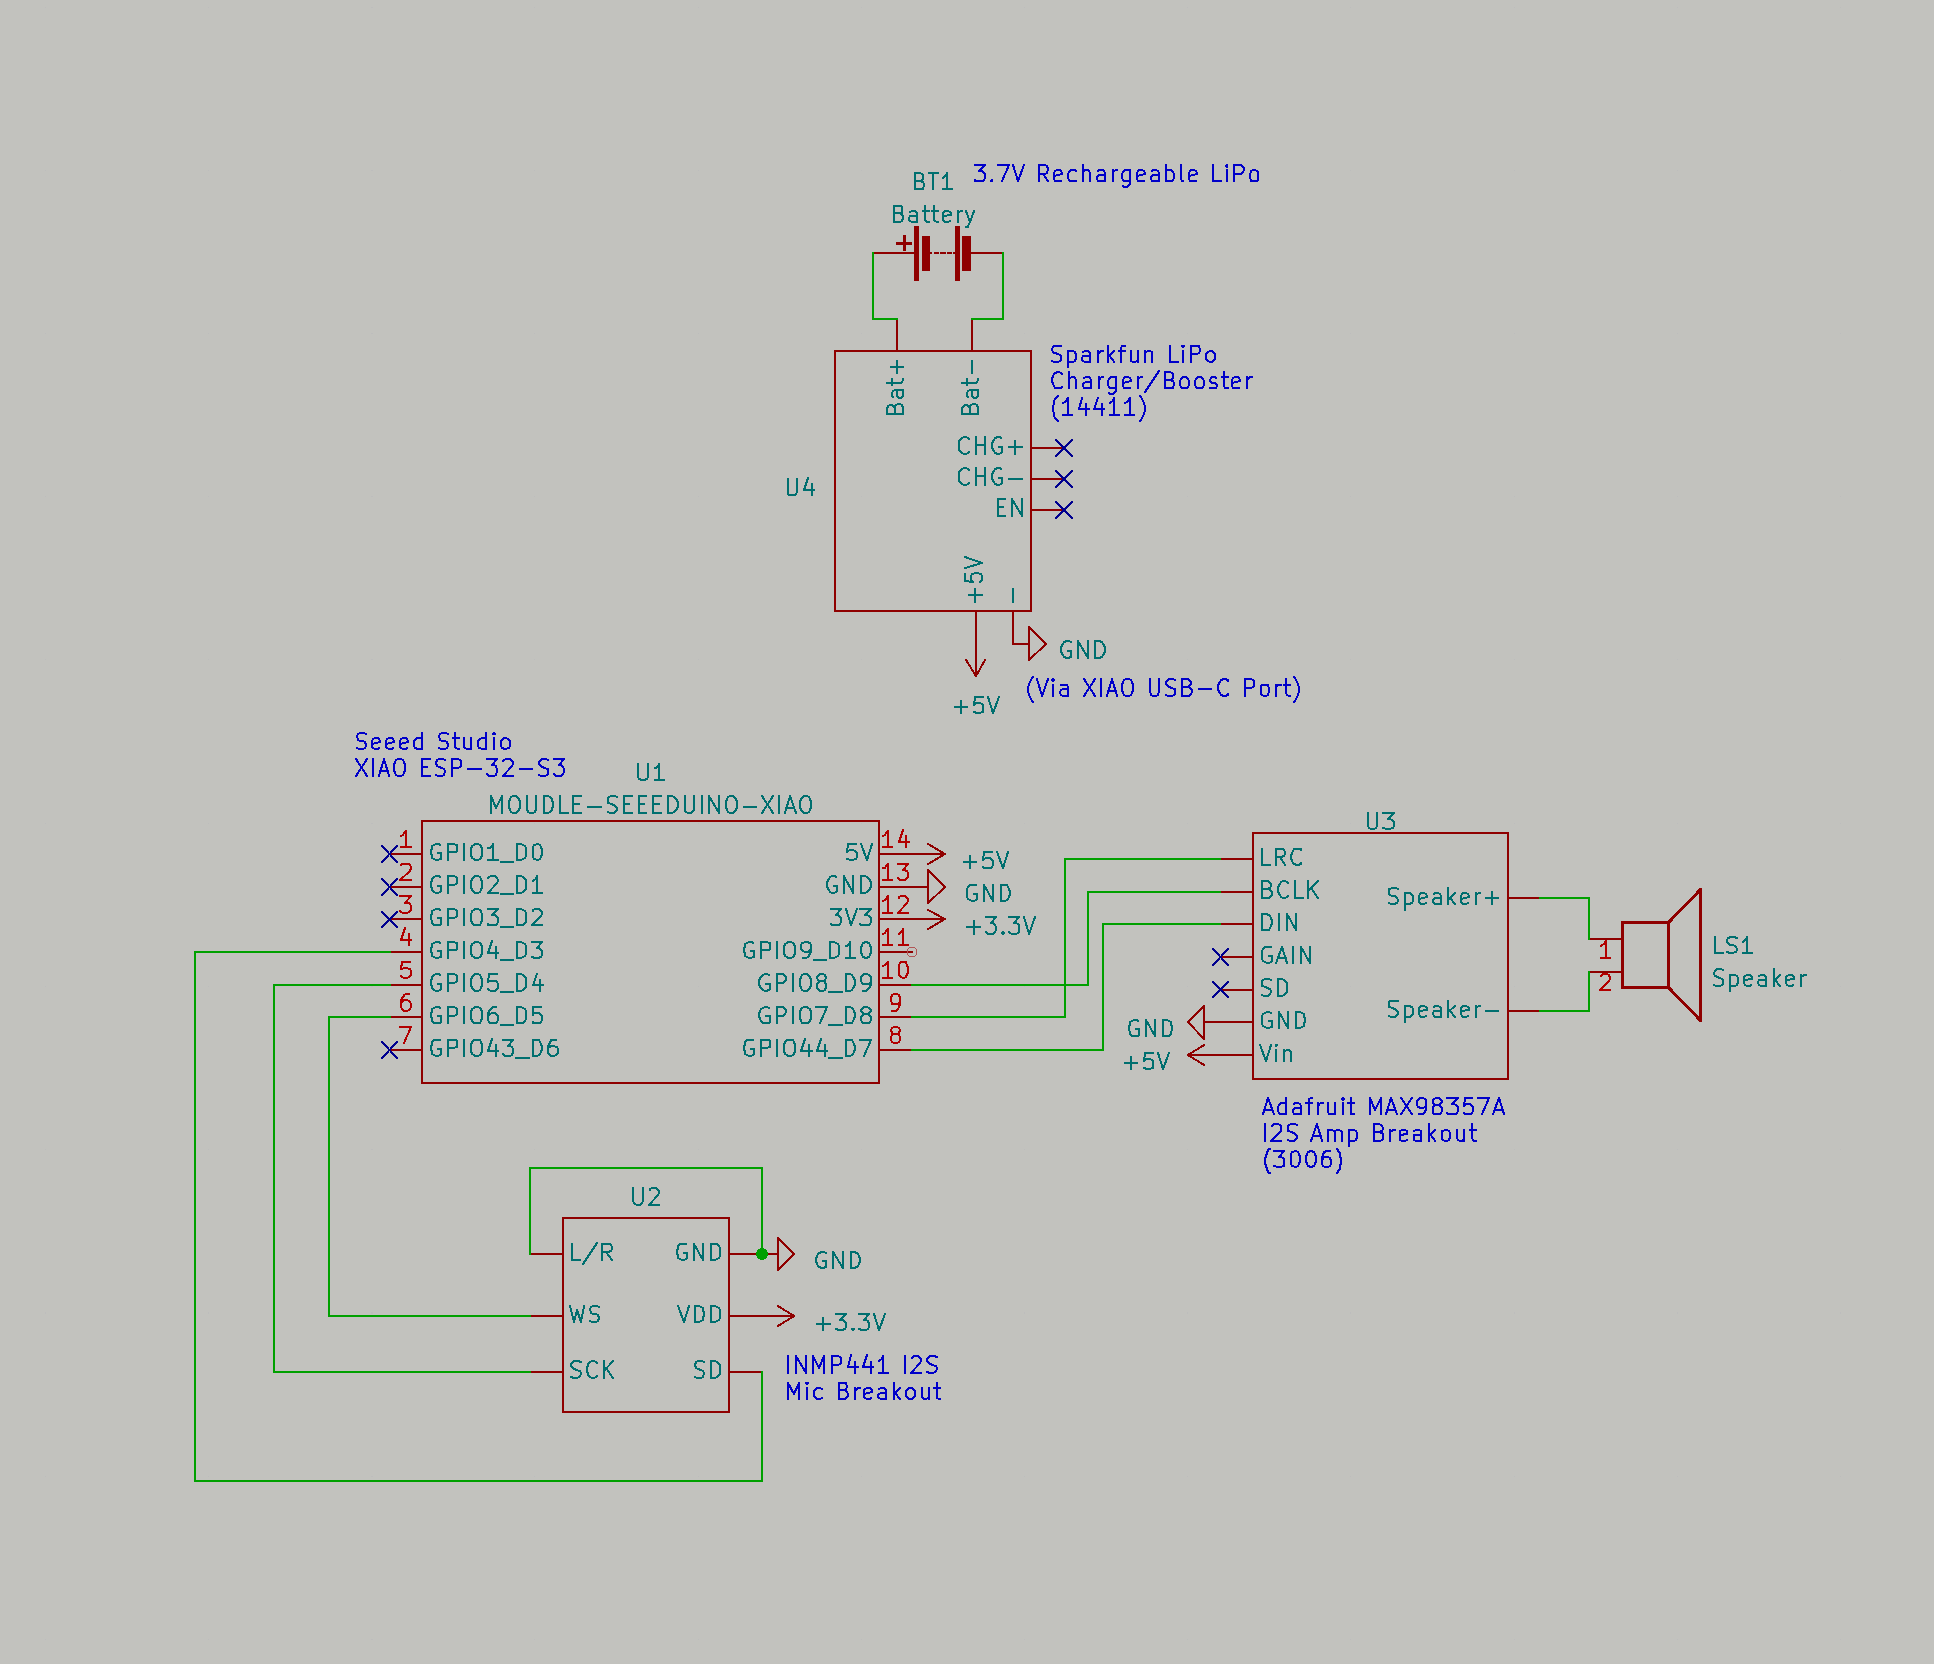 BT1
3.7V Rechargeable LiPo
Battery
+
Sparkfun LiPo
Charger/Booster
(14411)
Bat+
Bat-
CHG+
CHG-
EN
U4
+5V
-
GND
(Via XIAO USB-C Port)
+5V
Seeed Studio
XIAO ESP-32-S3
U1
MOUDLE-SEEEDUINO-XIAO
1
GPIO1_D0
2
GPIO2_D1
3
GPIO3_D2
4
GPIO4_D3
5
GPIO5_D4
6
GPIO6_D5
7
GPIO43_D6
5V
14
+5V
GND
13
GND
3V3
12
+3.3V
GPIO9_D10
11
GPIO8_D9
10
GPIO7_D8
9
GPIO44_D7
8
U3
LRC
BCLK
DIN
GAIN
SD
GND
GND
+5V
Vin
Speaker+
Speaker-
1
2
LS1
Speaker
Adafruit MAX98357A
I2S Amp Breakout
(3006)
U2
L/R
WS
SCK
GND
VDD
SD
GND
+3.3V
INMP441 I2S
Mic Breakout